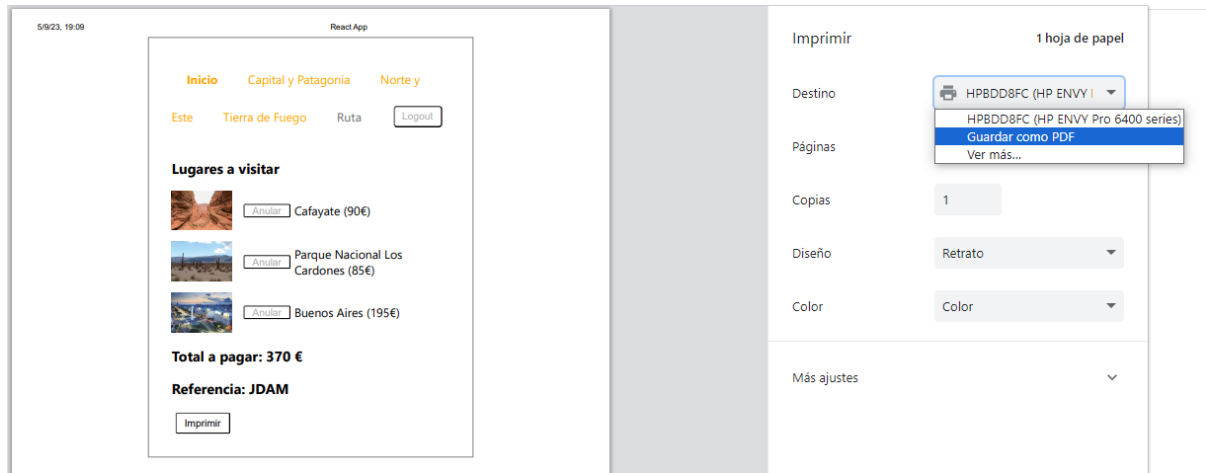 5/9/23, 19:09 React App
Inicio Capital y Patagonia Norte y
Este Tierra de Fuego Ruta Logout
Lugares a visitar
Anular Cafayate (90€)
Anular Parque Nacional Los
Cardones (85€)
Anular Buenos Aires (195€)
Total a pagar: 370 €
Referencia: JDAM
Imprimir
Imprimir 1 hoja de papel
Destino HPBDD8FC (HP ENVY
HPBDD8FC (HP ENVY Pro 6400 series)
Guardar como PDF
Ver más...
Páginas
Copias 1
Diseño Retrato
Color Color
Más ajustes